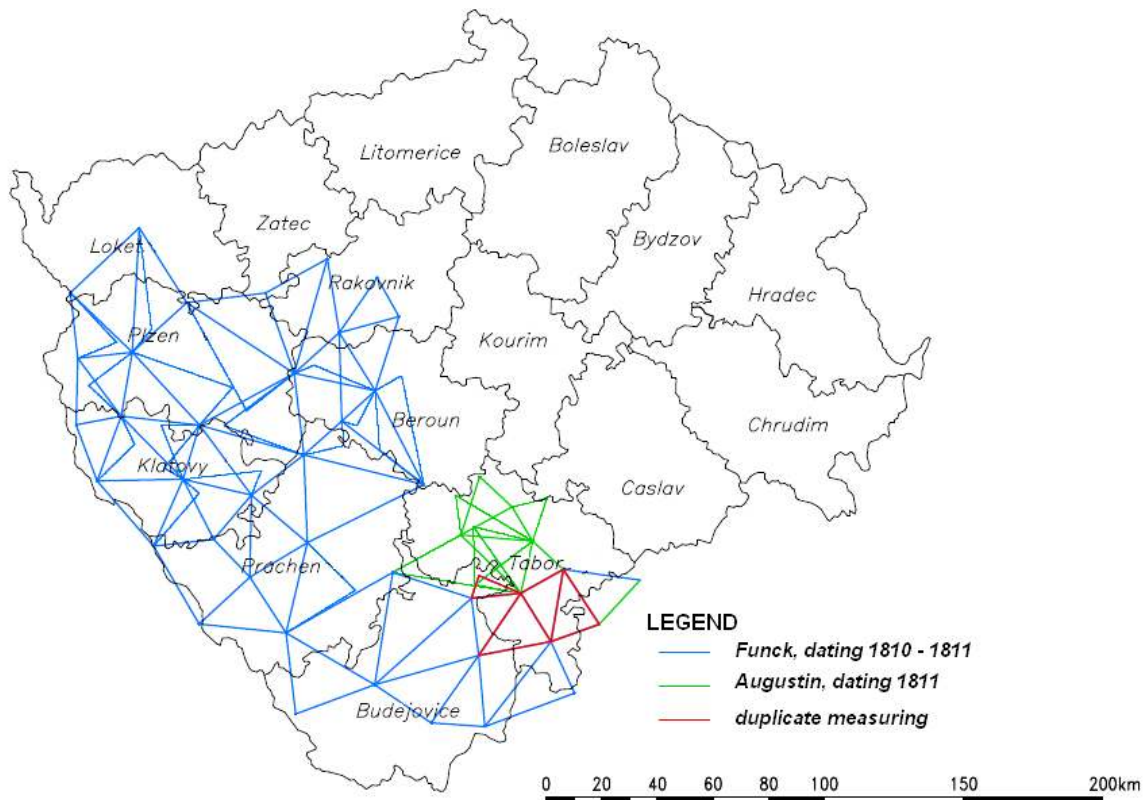 Litomerice
Boleslav
Zatec
Bydzov
Loket
Rakovnik
Hradec
Plzen
Kourim
Beroun
Chrudim
Klatovy
Caslav
Prachen
Tabor
Budejovice
LEGEND
Funck, dating 1810 - 1811
Augustin, dating 1811
duplicate measuring
0 20 40 60 80 100 150 200km